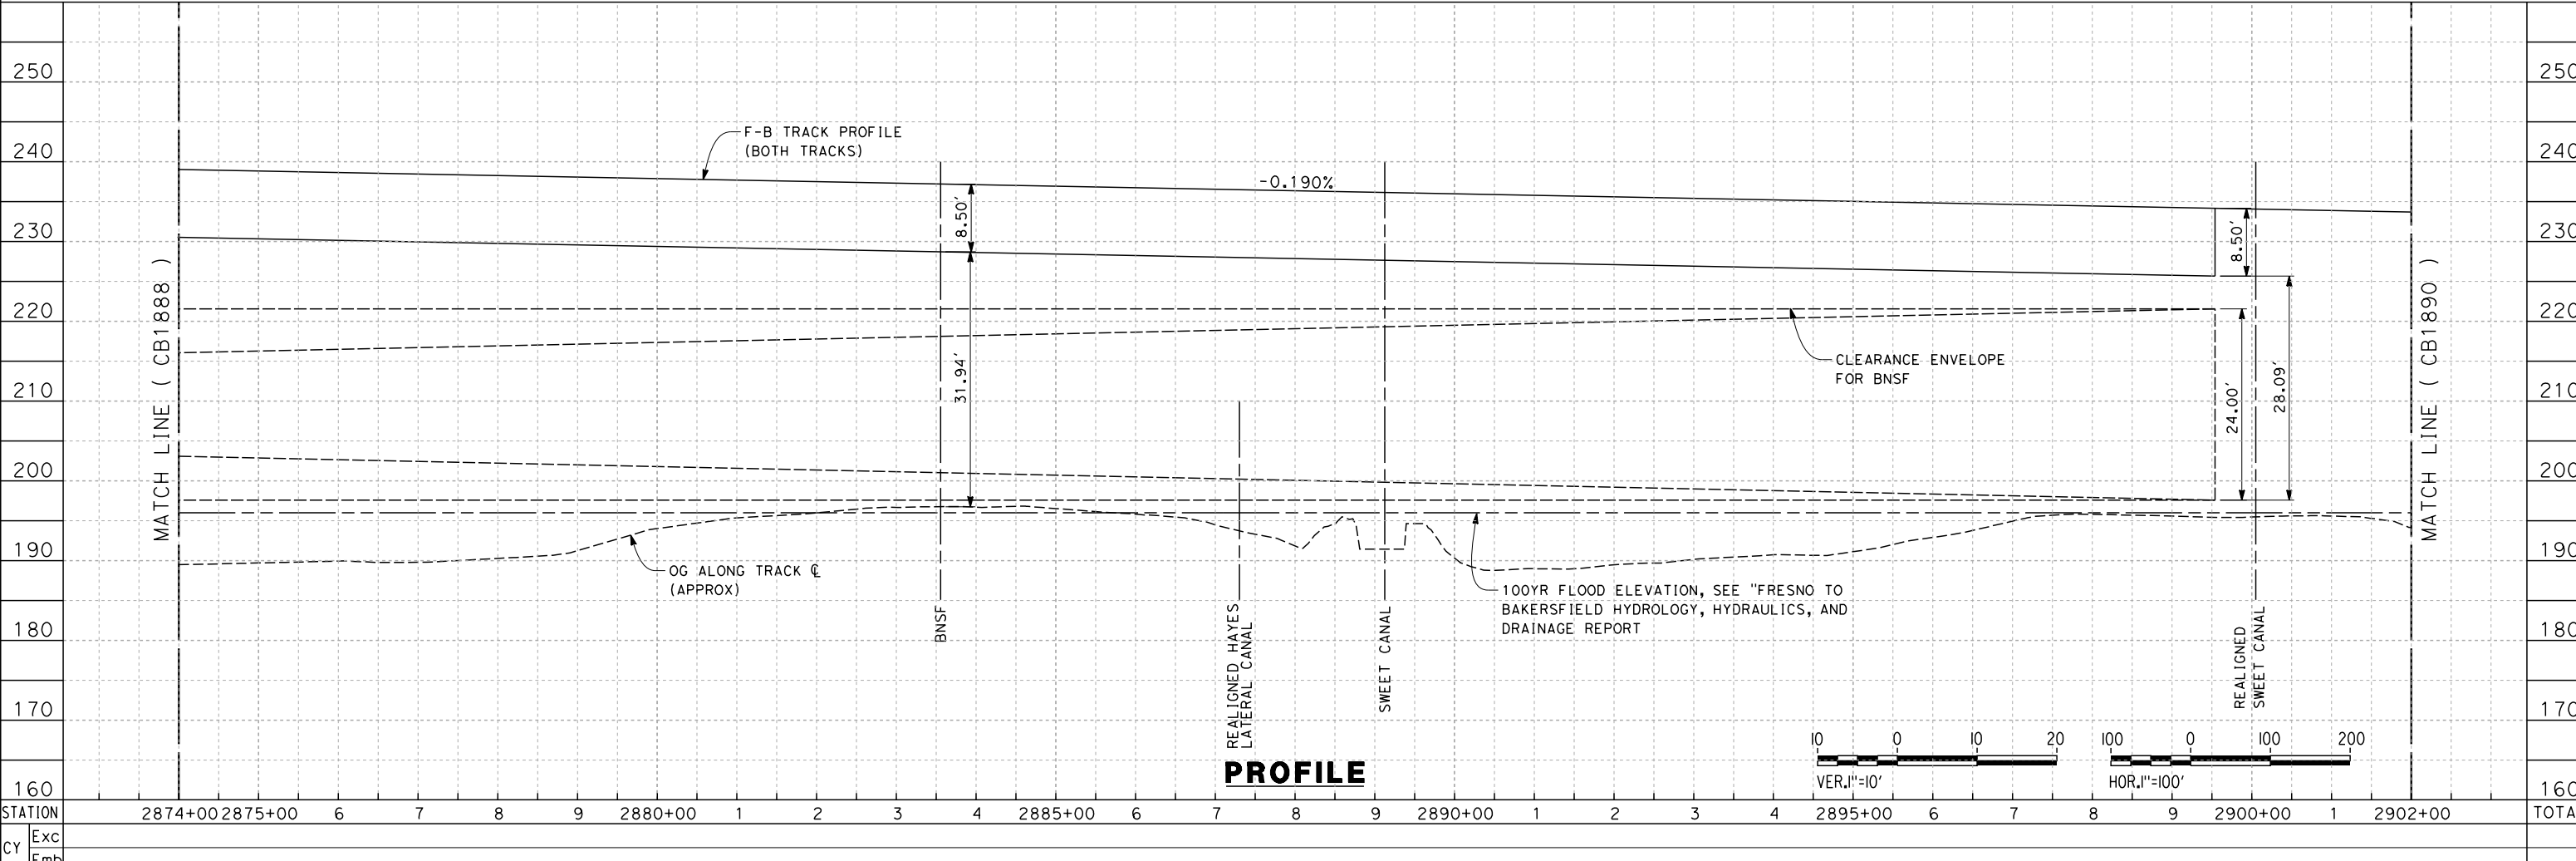 250
250
240
240
230
230
220
220
210
210
200
200
190
190
180
180
170
170
160
160
F-B TRACK PROFILE
(BOTH TRACKS)
-0.190%
8.50'
31.94'
8.50'
24.00'
28.09'
MATCH LINE ( CB1888 )
MATCH LINE ( CB1890 )
CLEARANCE ENVELOPE
FOR BNSF
OG ALONG TRACK ℄
(APPROX)
100YR FLOOD ELEVATION, SEE "FRESNO TO
BAKERSFIELD HYDROLOGY, HYDRAULICS, AND
DRAINAGE REPORT
BNSF
REALIGNED HAYES
LATERAL CANAL
SWEET CANAL
REALIGNED
SWEET CANAL
PROFILE
10 0 10 20
VER.1"=10'
100 0 100 200
HOR.1"=100'
STATION 2874+00 2875+00 6 7 8 9 2880+00 1 2 3 4 2885+00 6 7 8 9 2890+00 1 2 3 4 2895+00 6 7 8 9 2900+00 1 2902+00 TOTA
CY
Exc
Emb